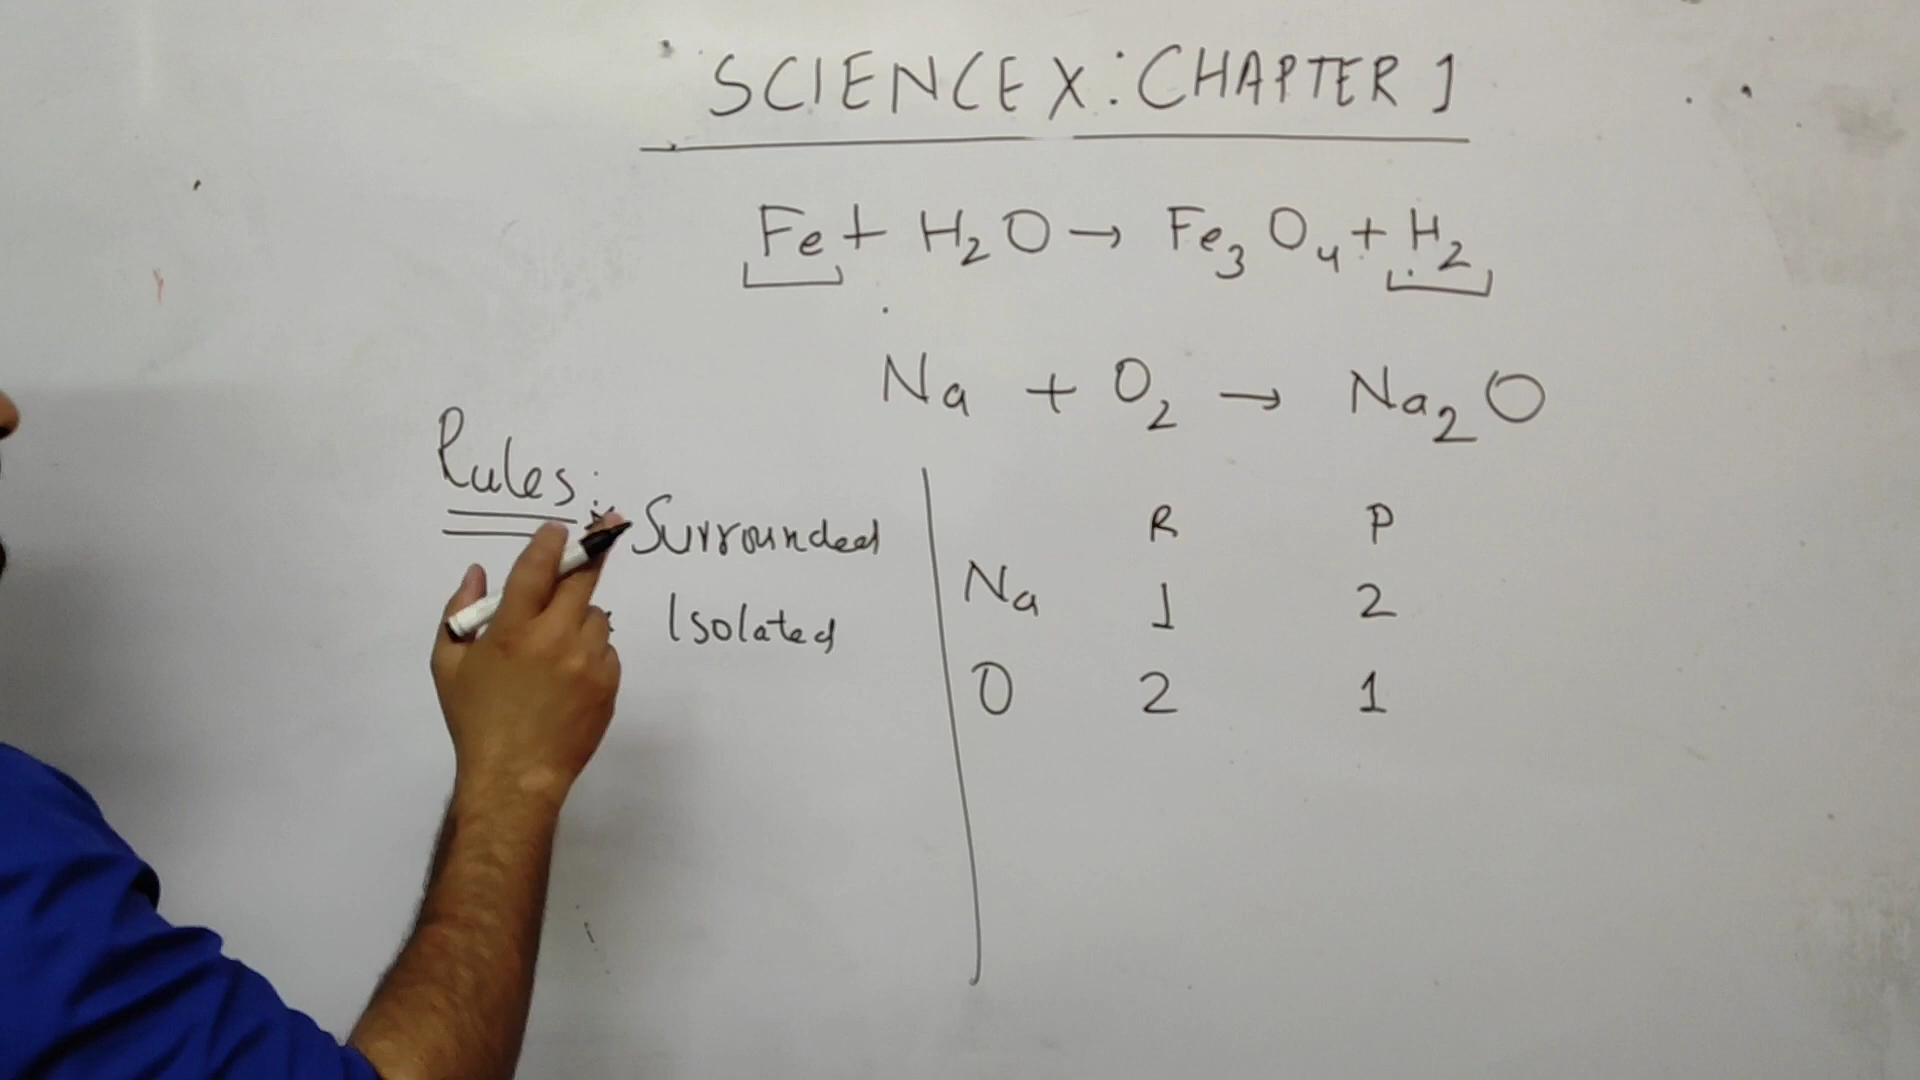 SCIENCE X: CHAPTER 1
Fe + H₂O → Fe₃O₄ + H₂
Na + O₂ → Na₂O
Rules:
* Surrounded
* Isolated
R P
Na 1 2
O 2 1